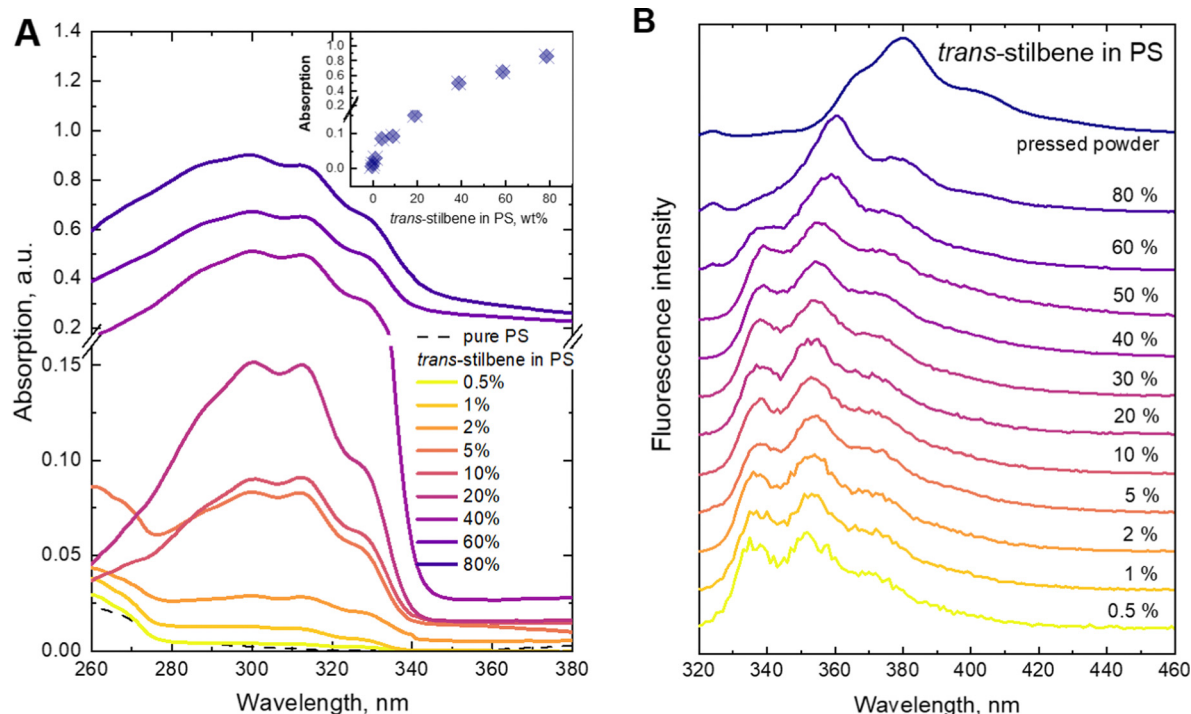 A
1.4
1.2
1.0
0.8
0.6
0.4
0.2
0.15
0.10
0.05
0.00
Absorption, a.u.
260 280 300 320 340 360 380
Wavelength, nm
1.0
0.8
0.6
0.4
0.2
0.1
0.0
Absorption
0 20 40 60 80
trans-stilbene in PS, wt%
pure PS
trans-stilbene in PS
0.5%
1%
2%
5%
10%
20%
40%
60%
80%
B
trans-stilbene in PS
pressed powder
80 %
60 %
50 %
40 %
30 %
20 %
10 %
5 %
2 %
1 %
0.5 %
Fluorescence intensity
320 340 360 380 400 420 440 460
Wavelength, nm